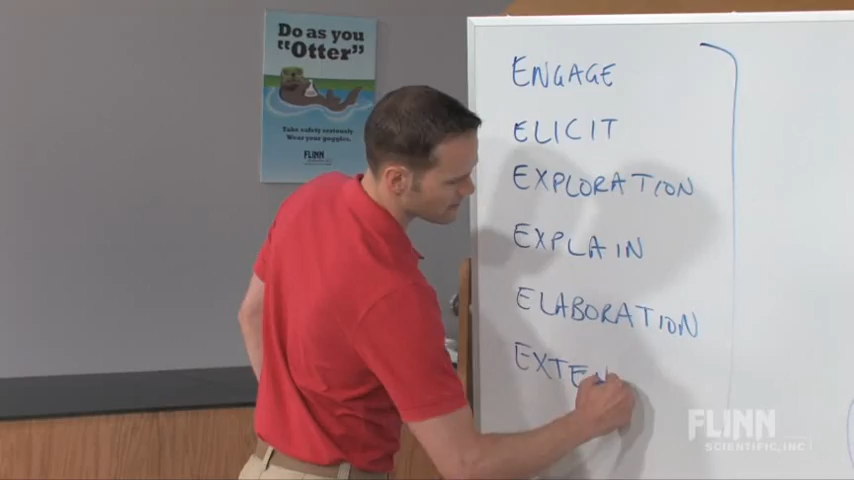 Do as you
"Otter"
Take safety seriously
Wear your goggles.
FLINN
ENGAGE
ELICIT
EXPLORATION
EXPLAIN
ELABORATION
EXTEN
FLINN
SCIENTIFIC, INC.